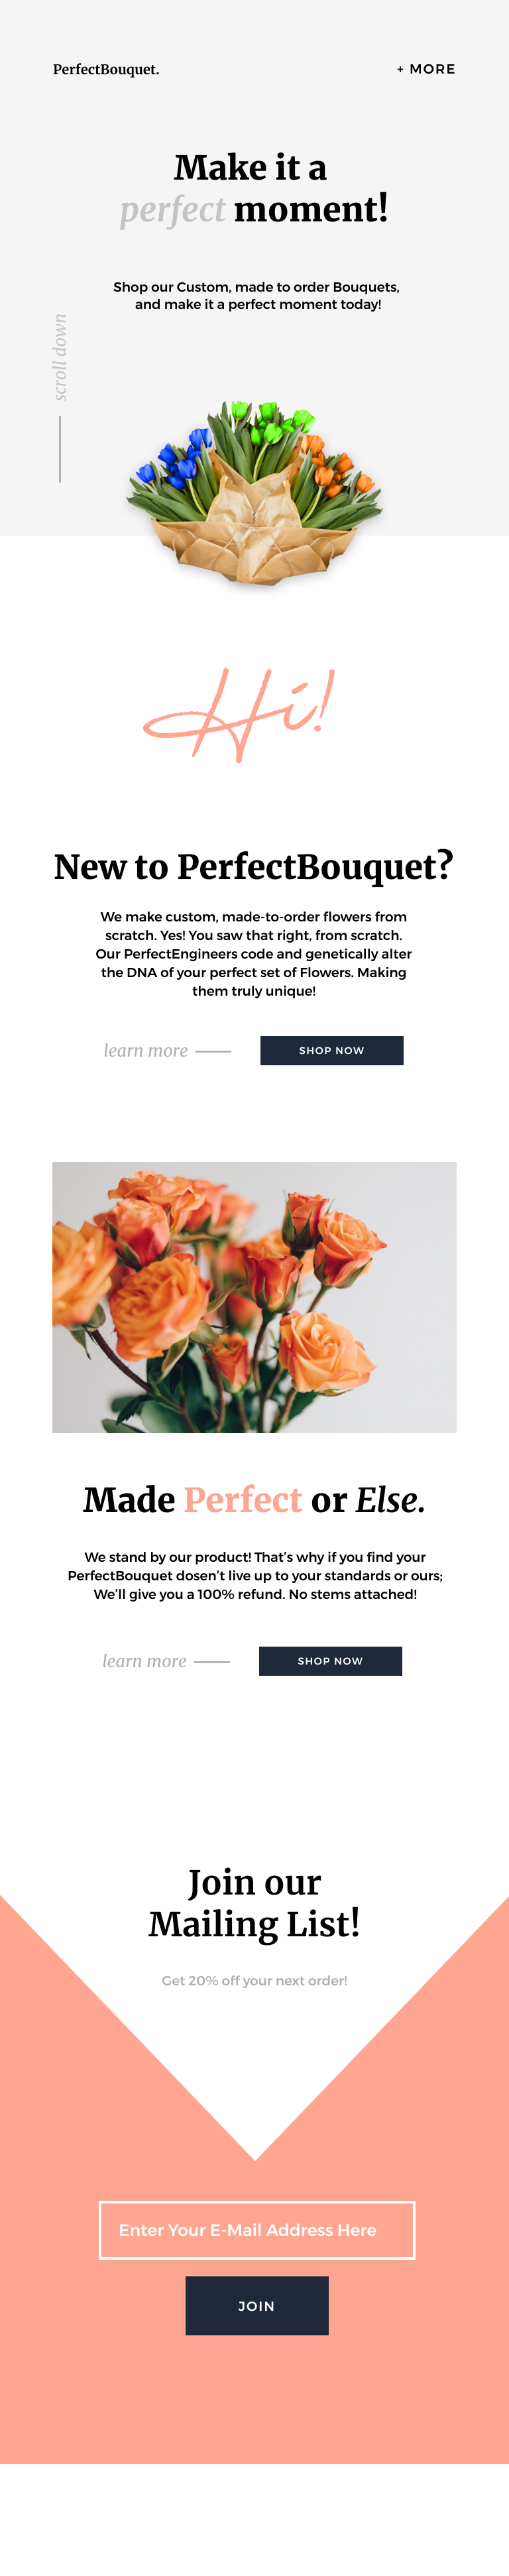 PerfectBouquet.
+ MORE
Make it a
perfect moment!
Shop our Custom, made to order Bouquets,
and make it a perfect moment today!
scroll down
Hi!
New to PerfectBouquet?
We make custom, made-to-order flowers from
scratch. Yes! You saw that right, from scratch.
Our PerfectEngineers code and genetically alter
the DNA of your perfect set of Flowers. Making
them truly unique!
learn more
SHOP NOW
Made Perfect or Else.
We stand by our product! That's why if you find your
PerfectBouquet dosen't live up to your standards or ours;
We'll give you a 100% refund. No stems attached!
learn more
SHOP NOW
Join our
Mailing List!
Get 20% off your next order!
Enter Your E-Mail Address Here
JOIN